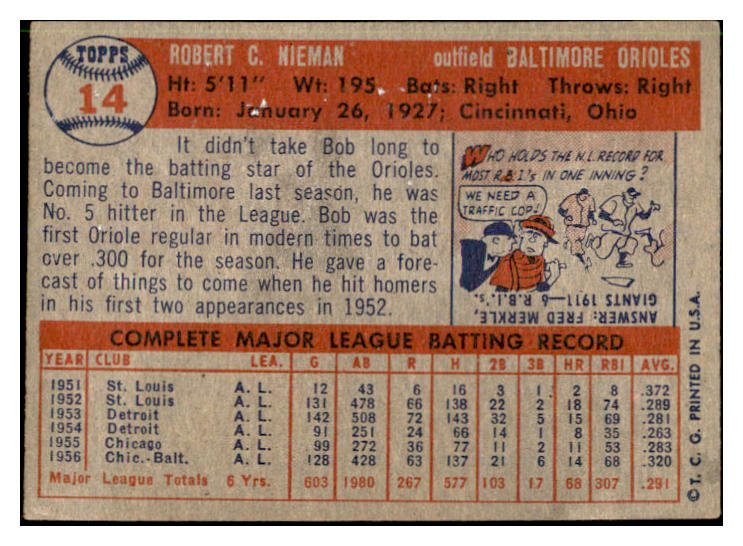 TOPPS
14
ROBERT C. NIEMAN outfield BALTIMORE ORIOLES
Ht: 5'11" Wt: 195 Bats: Right Throws: Right
Born: January 26, 1927; Cincinnati, Ohio
It didn't take Bob long to
become the batting star of the Orioles.
Coming to Baltimore last season, he was
No. 5 hitter in the League. Bob was the
first Oriole regular in modern times to bat
over .300 for the season. He gave a fore-
cast of things to come when he hit homers
in his first two appearances in 1952.
WHO HOLDS THE N.L. RECORD FOR
MOST R.B.I.'s IN ONE INNING?
WE NEED A
TRAFFIC COP!
ANSWER: FRED MERKLE,
GIANTS 1911—6 R.B.I.'s.
COMPLETE MAJOR LEAGUE BATTING RECORD
YEAR CLUB LEA. G AB R H 2B 3B HR RBI AVG.
1951 St. Louis A. L. 12 43 6 16 3 1 2 8 .372
1952 St. Louis A. L. 131 478 66 138 22 2 18 74 .289
1953 Detroit A. L. 142 508 72 143 32 5 15 69 .281
1954 Detroit A. L. 91 251 24 66 14 1 8 35 .263
1955 Chicago A. L. 99 272 36 77 11 2 11 53 .283
1956 Chic.-Balt. A. L. 128 428 63 137 21 6 14 68 .320
Major League Totals 6 Yrs. 603 1980 267 577 103 17 68 307 .291
© T. C. G. PRINTED IN U.S.A.